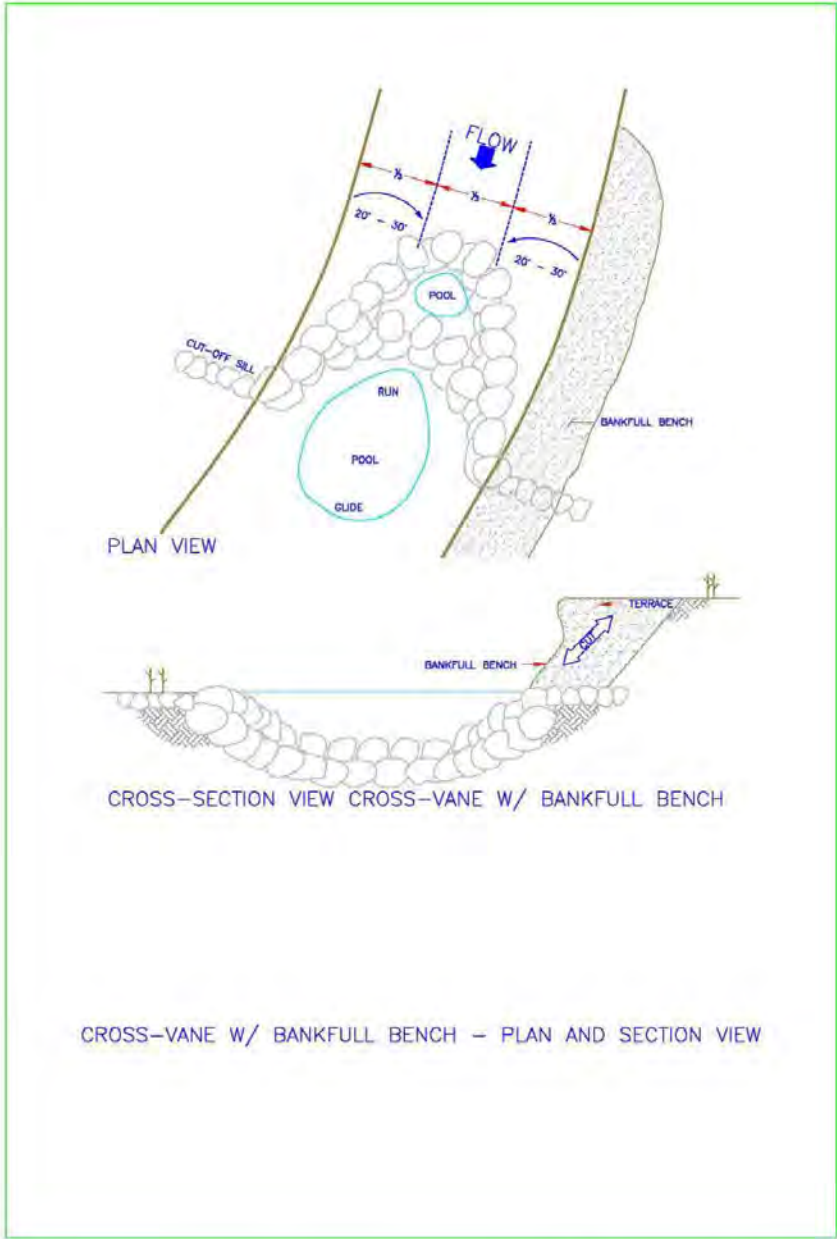 FLOW
⅓
⅓
⅓
20° - 30°
20° - 30°
POOL
CUT-OFF SILL
RUN
BANKFULL BENCH
POOL
GLIDE
PLAN VIEW
TERRACE
CUT
BANKFULL BENCH
CROSS-SECTION VIEW CROSS-VANE W/ BANKFULL BENCH
CROSS-VANE W/ BANKFULL BENCH - PLAN AND SECTION VIEW